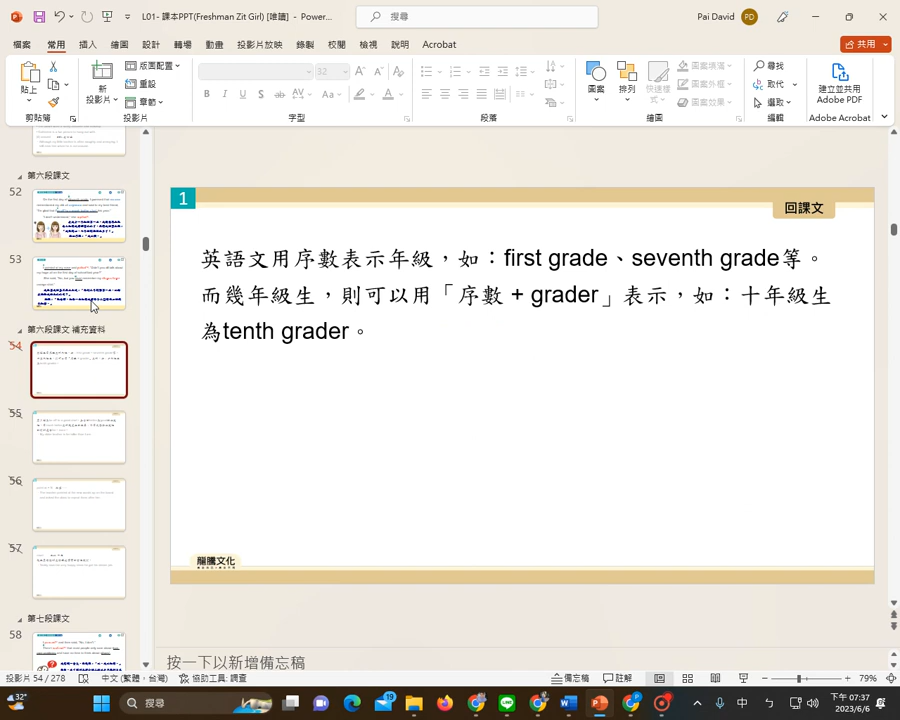 L01- 課本PPT(Freshman Zit Girl) [唯讀] - Power...
搜尋
Pai David
PD
檔案 常用 插入 繪圖 設計 轉場 動畫 投影片放映 錄製 校閱 檢視 說明 Acrobat
共用
貼上
新
投影片
版面配置
重設
章節
32
圖案
排列
快速樣
式
圖案填滿
圖案外框
圖案效果
尋找
取代
選取
建立並共用
Adobe PDF
剪貼簿 投影片 字型 段落 繪圖 編輯 Adobe Acrobat
第六段課文
52
53
第六段課文 補充資料
54
55
56
57
第七段課文
58
1
回課文
英語文用序數表示年級，如：first grade、seventh grade等。
而幾年級生，則可以用「序數 + grader」表示，如：十年級生
為tenth grader。
龍騰文化
按一下以新增備忘稿
投影片 54 / 278 中文 (繁體，台灣) 協助工具: 調查 備忘稿 註解 79%
32°
搜尋
19
中
下午 07:37
2023/6/6